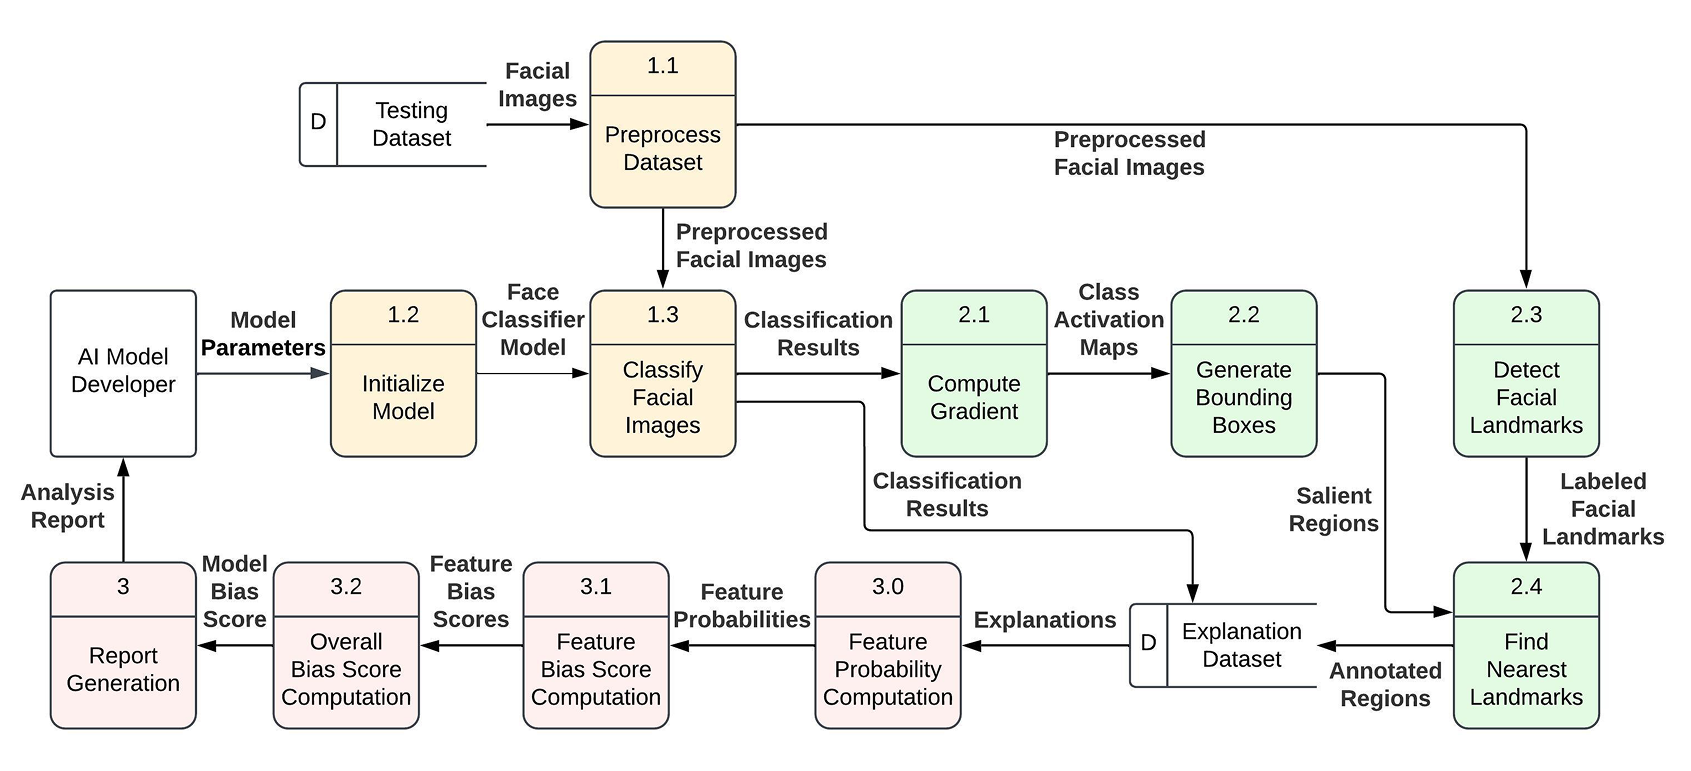 1.1
Facial
Images
D
Testing
Dataset
Preprocess
Dataset
Preprocessed
Facial Images
Preprocessed
Facial Images
AI Model
Developer
Model
Parameters
1.2
Initialize
Model
Face
Classifier
Model
1.3
Classify
Facial
Images
Classification
Results
2.1
Compute
Gradient
Class
Activation
Maps
2.2
Generate
Bounding
Boxes
2.3
Detect
Facial
Landmarks
Classification
Results
Salient
Regions
Labeled
Facial
Landmarks
Analysis
Report
3
Report
Generation
Model
Bias
Score
3.2
Overall
Bias Score
Computation
Feature
Bias
Scores
3.1
Feature
Bias Score
Computation
Feature
Probabilities
3.0
Feature
Probability
Computation
Explanations
D
Explanation
Dataset
Annotated
Regions
2.4
Find
Nearest
Landmarks